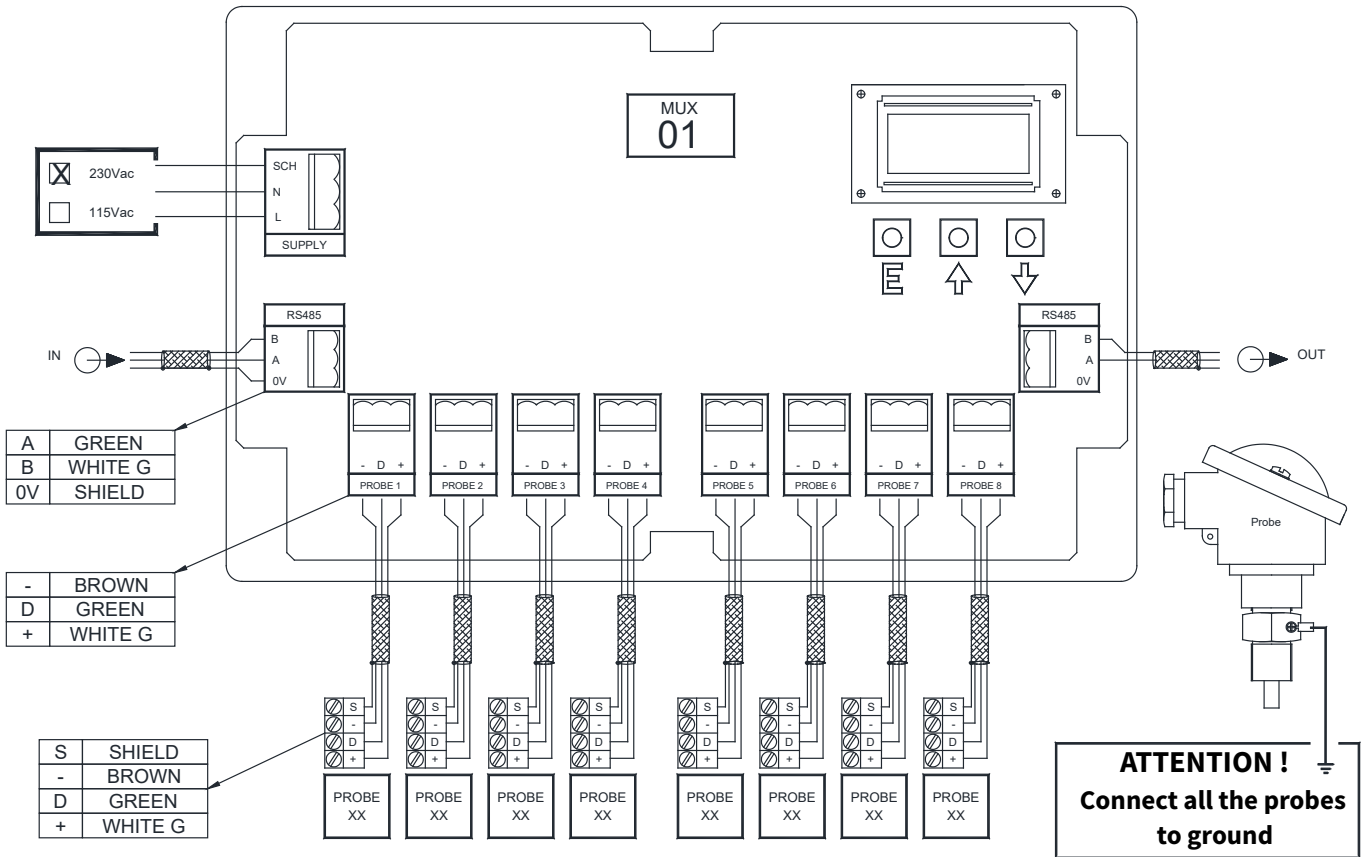 MUX
01
X 230Vac
115Vac
SCH
N
L
SUPPLY
E
RS485
B
A
0V
IN
RS485
B
A
0V
OUT
A GREEN
B WHITE G
0V SHIELD
- D +
PROBE 1
- D +
PROBE 2
- D +
PROBE 3
- D +
PROBE 4
- D +
PROBE 5
- D +
PROBE 6
- D +
PROBE 7
- D +
PROBE 8
Probe
- BROWN
D GREEN
+ WHITE G
S SHIELD
- BROWN
D GREEN
+ WHITE G
S
-
D
+
PROBE
XX
S
-
D
+
PROBE
XX
S
-
D
+
PROBE
XX
S
-
D
+
PROBE
XX
S
-
D
+
PROBE
XX
S
-
D
+
PROBE
XX
S
-
D
+
PROBE
XX
S
-
D
+
PROBE
XX
ATTENTION !
Connect all the probes
to ground